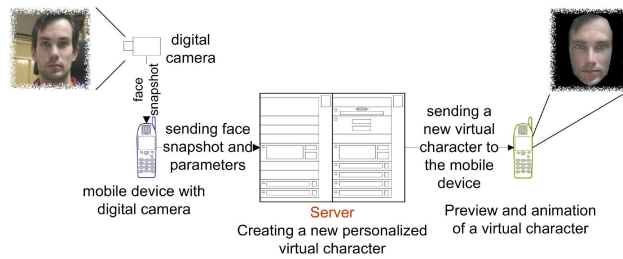 digital
camera
face
snapshot
sending face
snapshot and
parameters
mobile device with
digital camera
Server
Creating a new personalized
virtual character
sending a
new virtual
character to
the mobile
device
Preview and animation
of a virtual character